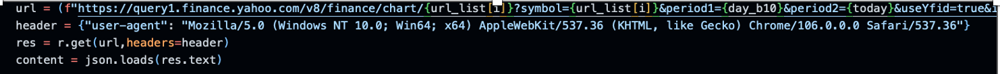 url = (f"https://query1.finance.yahoo.com/v8/finance/chart/{url_list[i]}?symbol={url_list[i]}&period1={day_b10}&period2={today}&useYfid=true&i
header = {"user-agent": "Mozilla/5.0 (Windows NT 10.0; Win64; x64) AppleWebKit/537.36 (KHTML, like Gecko) Chrome/106.0.0.0 Safari/537.36"}
res = r.get(url,headers=header)
content = json.loads(res.text)